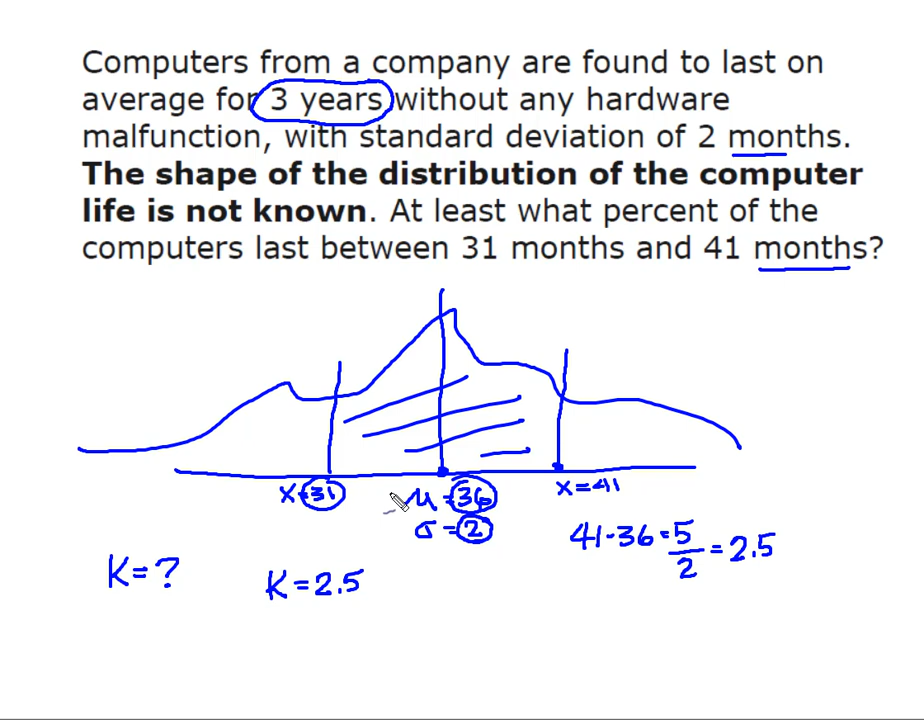 Computers from a company are found to last on
average for 3 years without any hardware
malfunction, with standard deviation of 2 months.
The shape of the distribution of the computer
life is not known. At least what percent of the
computers last between 31 months and 41 months?
x=31
μ=36
x=41
σ=2
41-36=5/2=2.5
K=?
K=2.5